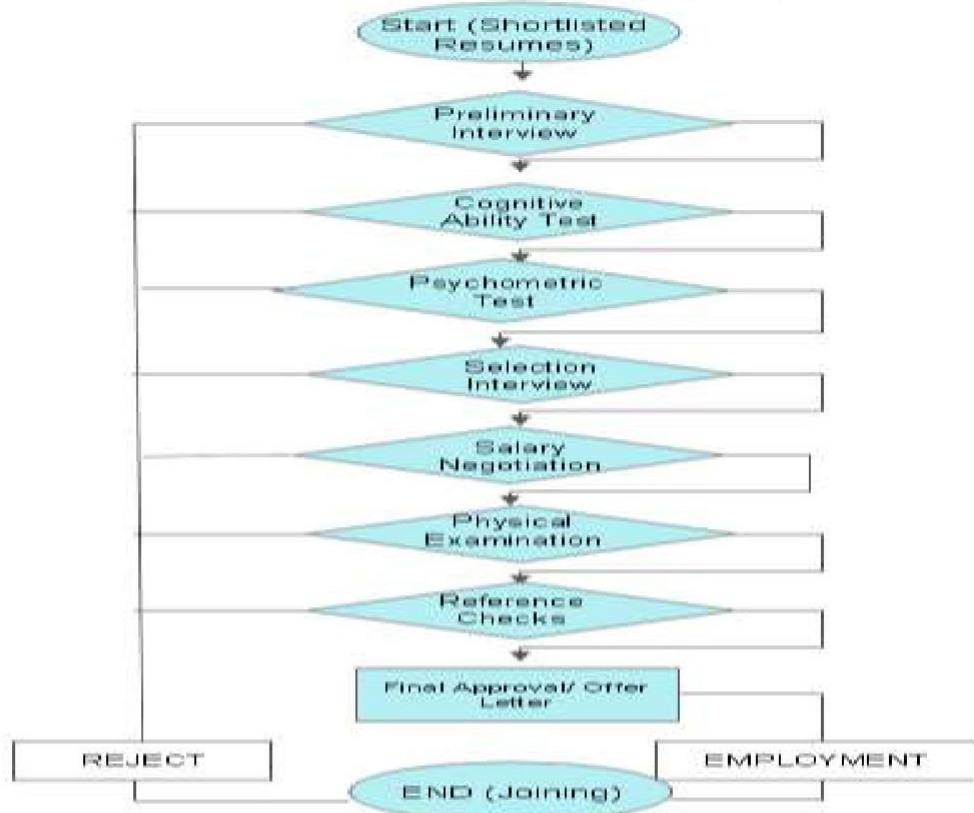 Start (Shortlisted
Resumes)
Preliminary
Interview
Cognitive
Ability Test
Psychometric
Test
Selection
Interview
Salary
Negotiation
Physical
Examination
Reference
Checks
Final Approval/ Offer
Letter
REJECT
EMPLOYMENT
END (Joining)